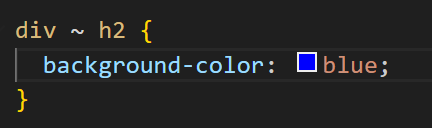 div ~ h2 {
  background-color: blue;
}